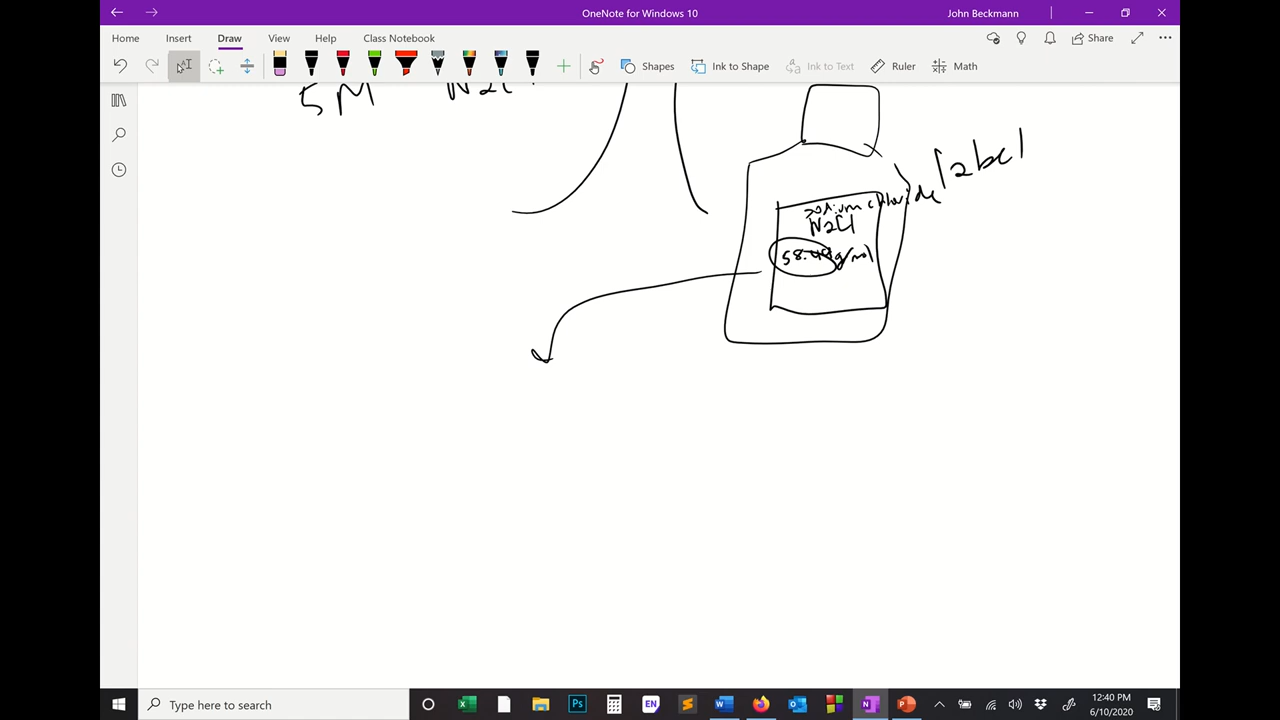 OneNote for Windows 10
John Beckmann
Home
Insert
Draw
View
Help
Class Notebook
Share
Shapes
Ink to Shape
Ink to Text
Ruler
Math
5M NaCl
label
sodium chloride
NaCl
58.44g/mol
Type here to search
EN
12:40 PM
6/10/2020